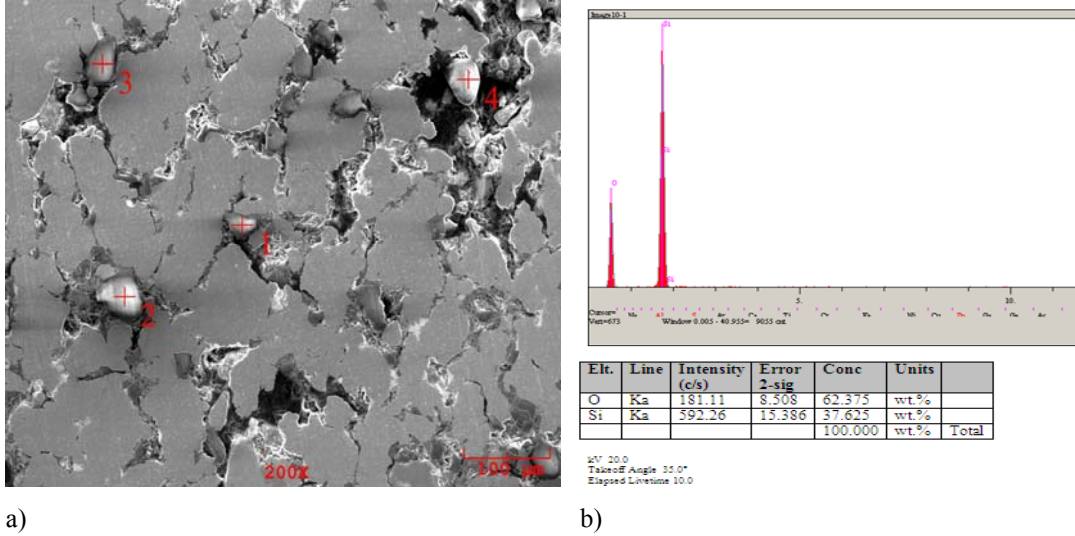 3
4
1
2
200X
100 µm
Image10-1
Si
O
5.
10.
Cursor=
Vert=673 Window 0.005 - 40.955= 9055 cnt
Elt. Line Intensity (c/s) Error 2-sig Conc Units
O Ka 181.11 8.508 62.375 wt.%
Si Ka 592.26 15.386 37.625 wt.%
100.000 wt.% Total
kV 20.0
Takeoff Angle 35.0°
Elapsed Livetime 10.0
a) b)